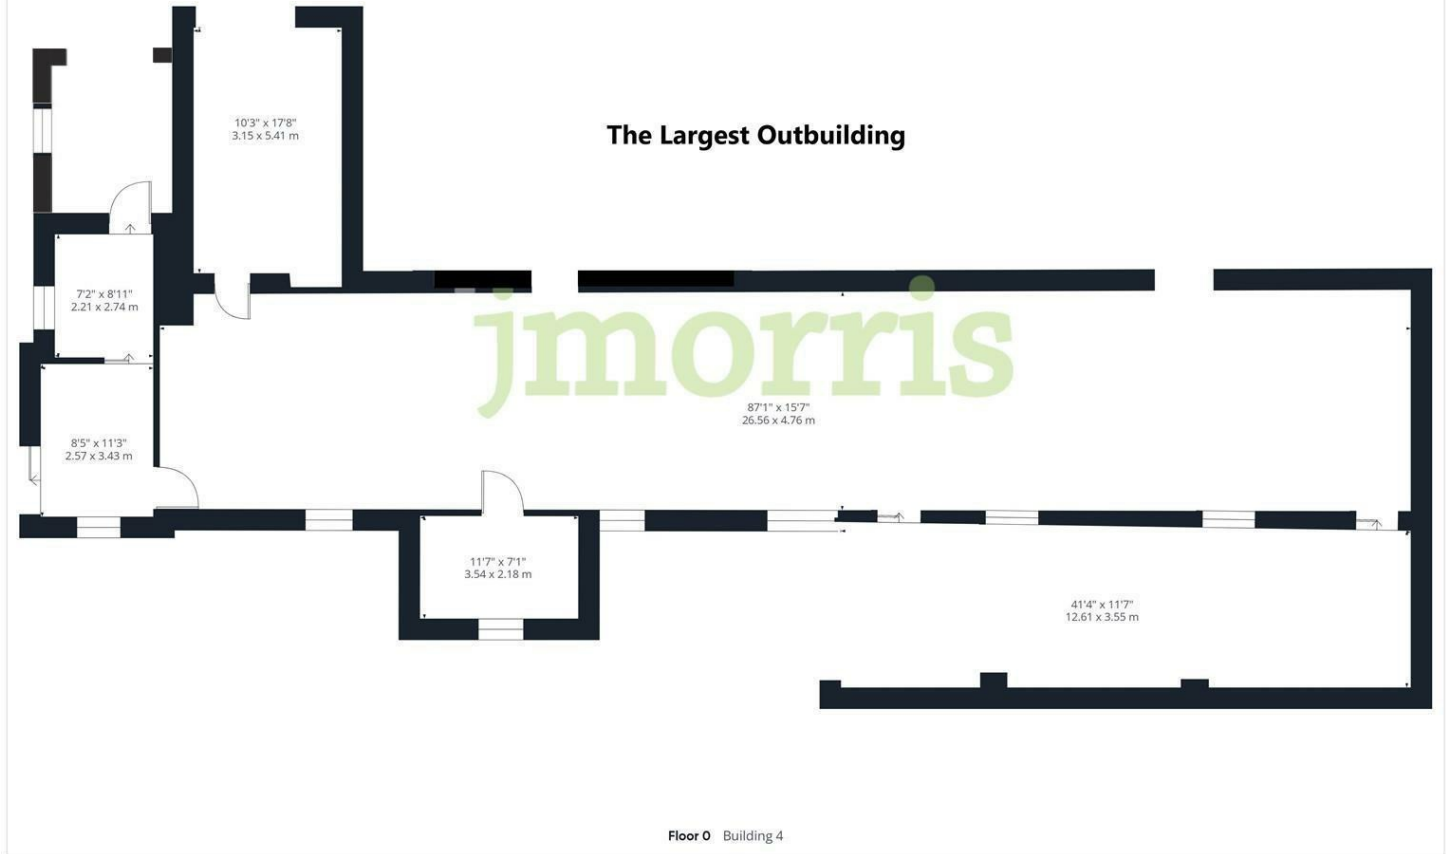 10'3" x 17'8"
3.15 x 5.41 m
The Largest Outbuilding
7'2" x 8'11"
2.21 x 2.74 m
jmorris
87'1" x 15'7"
26.56 x 4.76 m
8'5" x 11'3"
2.57 x 3.43 m
11'7" x 7'1"
3.54 x 2.18 m
41'4" x 11'7"
12.61 x 3.55 m
Floor 0 Building 4